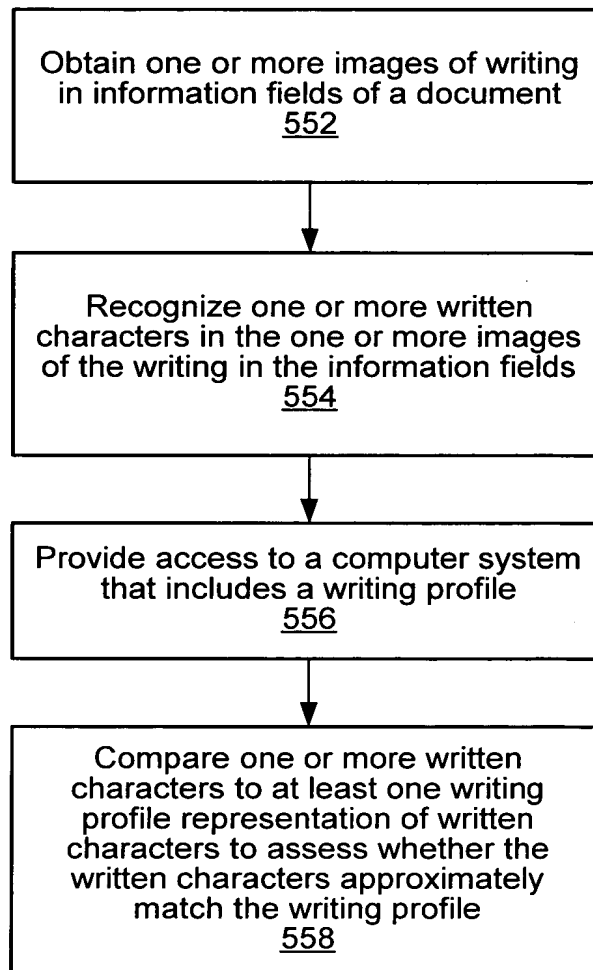 Obtain one or more images of writing
in information fields of a document
552
Recognize one or more written
characters in the one or more images
of the writing in the information fields
554
Provide access to a computer system
that includes a writing profile
556
Compare one or more written
characters to at least one writing
profile representation of written
characters to assess whether the
written characters approximately
match the writing profile
558